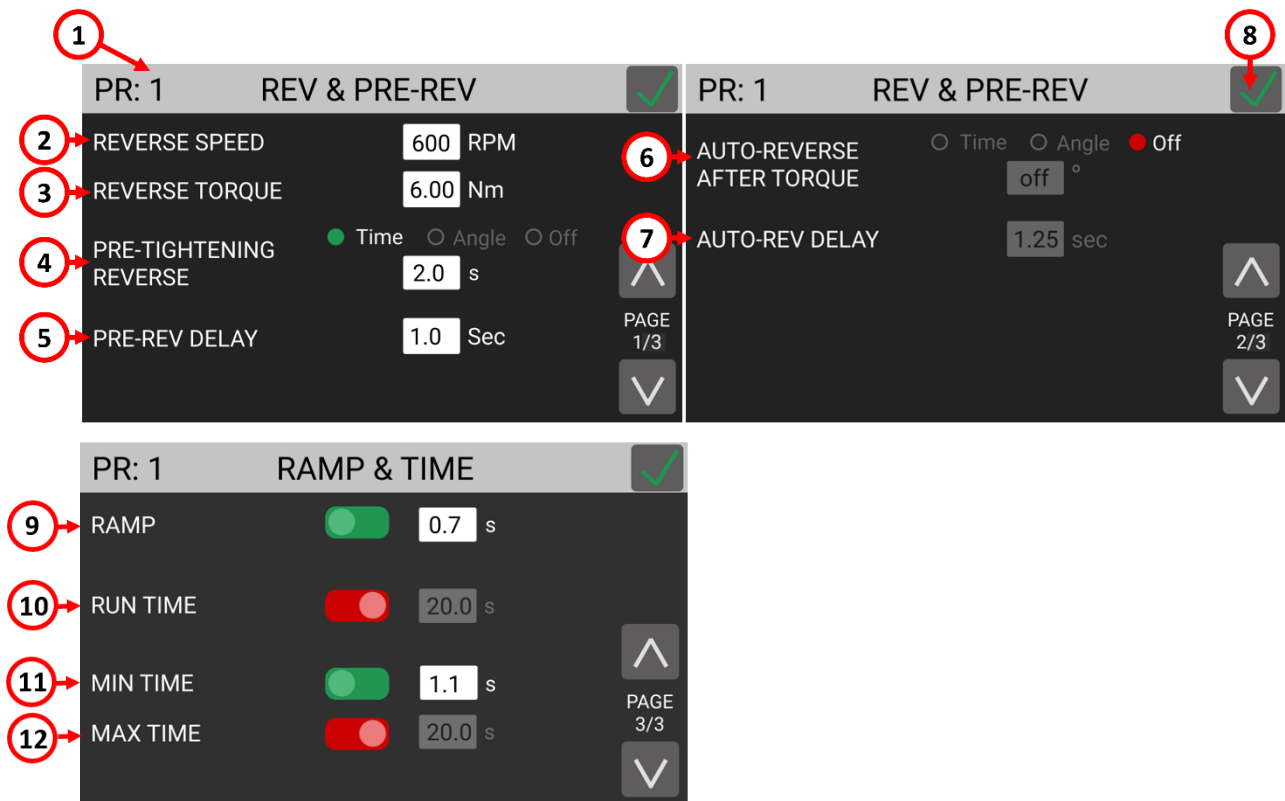 1
8
PR: 1 REV & PRE-REV
2 REVERSE SPEED 600 RPM
3 REVERSE TORQUE 6.00 Nm
Time Angle Off
4 PRE-TIGHTENING
REVERSE 2.0 s
5 PRE-REV DELAY 1.0 Sec
PAGE
1/3
PR: 1 REV & PRE-REV
Time Angle Off
6 AUTO-REVERSE
AFTER TORQUE off °
7 AUTO-REV DELAY 1.25 sec
PAGE
2/3
PR: 1 RAMP & TIME
9 RAMP 0.7 s
10 RUN TIME 20.0 s
11 MIN TIME 1.1 s
12 MAX TIME 20.0 s
PAGE
3/3